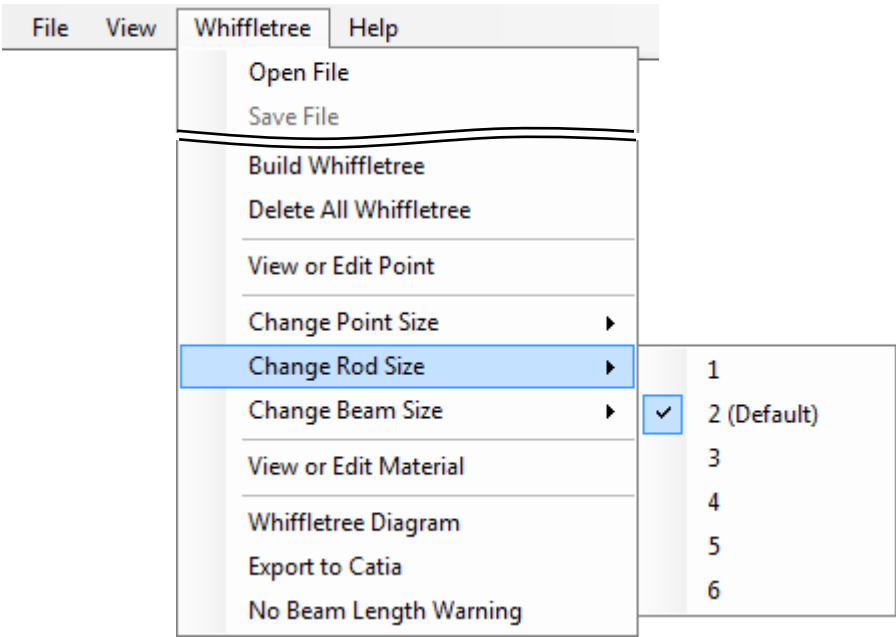 File View Whiffletree Help
Open File
Save File
Build Whiffletree
Delete All Whiffletree
View or Edit Point
Change Point Size
Change Rod Size
Change Beam Size
View or Edit Material
Whiffletree Diagram
Export to Catia
No Beam Length Warning
1
2 (Default)
3
4
5
6